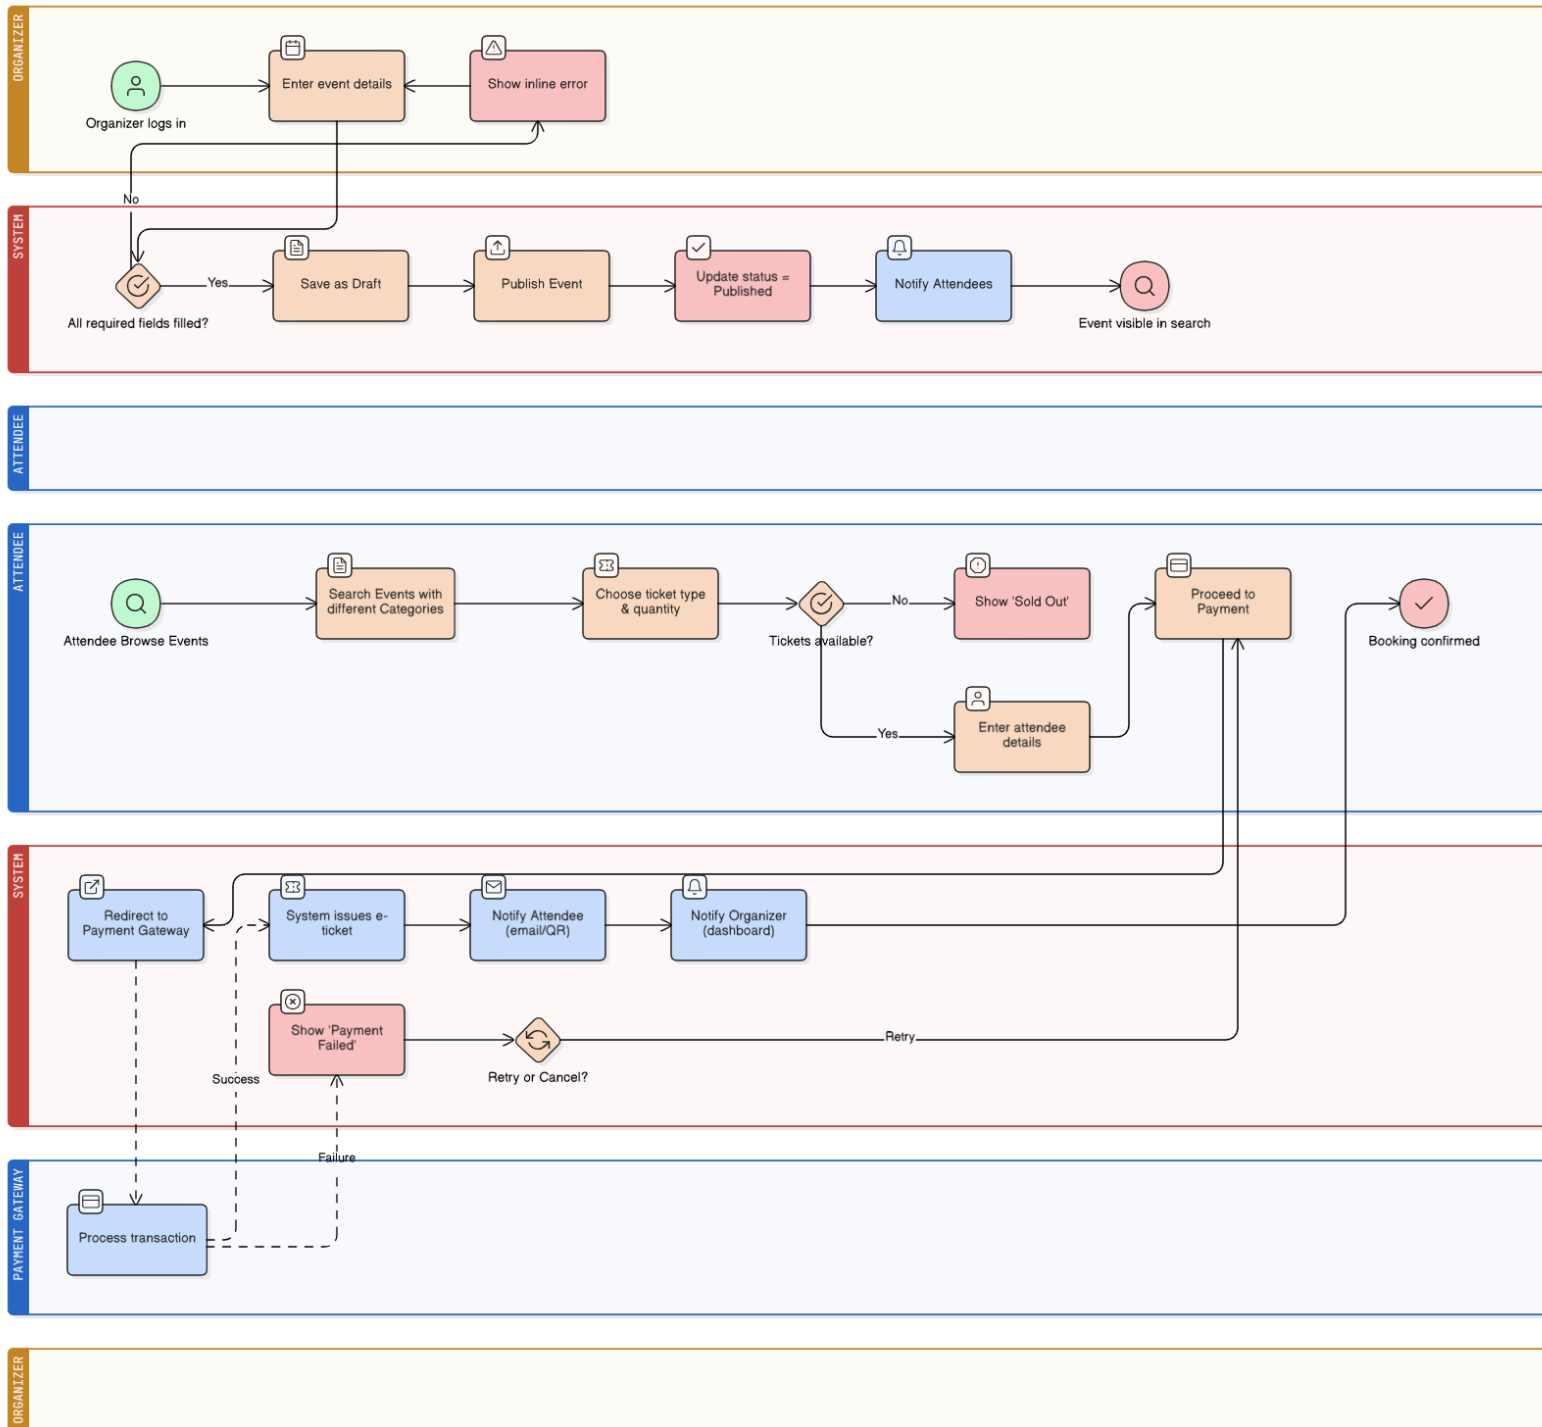 ORGANIZER
Organizer logs in
Enter event details
Show inline error
No
SYSTEM
All required fields filled?
Yes
Save as Draft
Publish Event
Update status =
Published
Notify Attendees
Event visible in search
ATTENDEE
ATTENDEE
Attendee Browse Events
Search Events with
different Categories
Choose ticket type
& quantity
Tickets available?
No
Show 'Sold Out'
Yes
Enter attendee
details
Proceed to
Payment
Booking confirmed
SYSTEM
Redirect to
Payment Gateway
System issues e-
ticket
Notify Attendee
(email/QR)
Notify Organizer
(dashboard)
Show 'Payment
Failed'
Retry or Cancel?
Retry
Success
Failure
PAYMENT GATEWAY
Process transaction
ORGANIZER